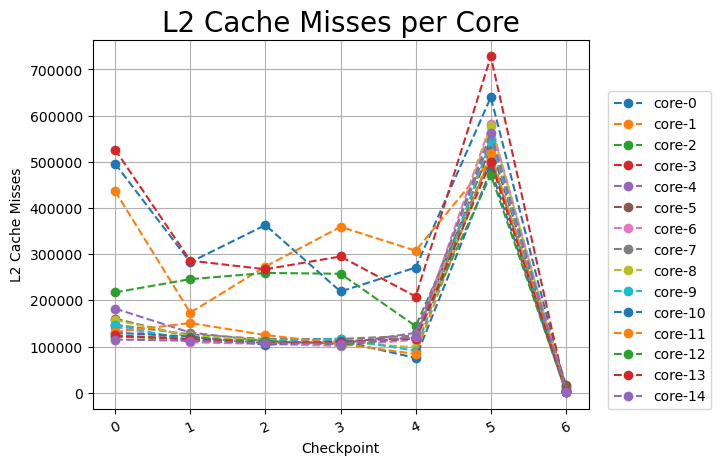 L2 Cache Misses per Core
L2 Cache Misses
700000
600000
500000
400000
300000
200000
100000
0
0 1 2 3 4 5 6
Checkpoint
core-0
core-1
core-2
core-3
core-4
core-5
core-6
core-7
core-8
core-9
core-10
core-11
core-12
core-13
core-14